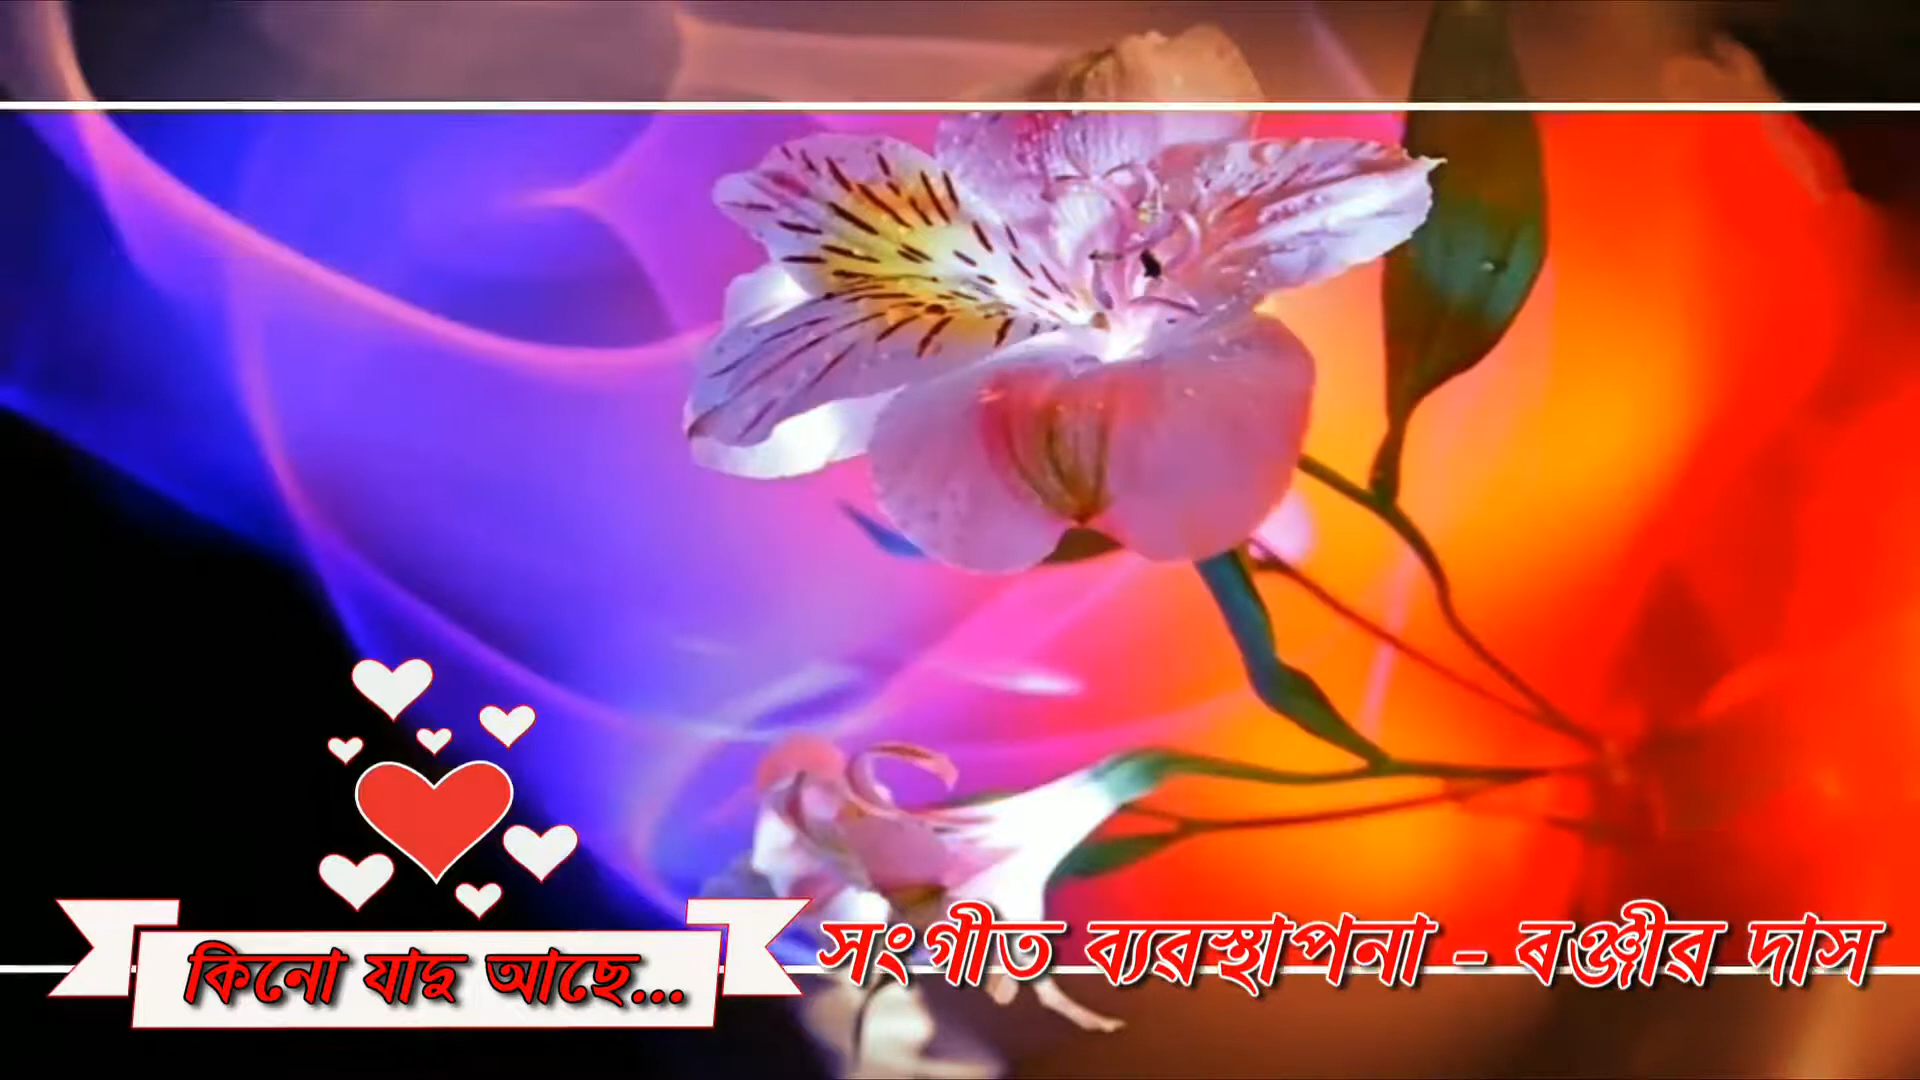 কিনো যাদু আছে...
সংগীত ব্যৱস্থাপনা - ৰঞ্জীৱ দাস